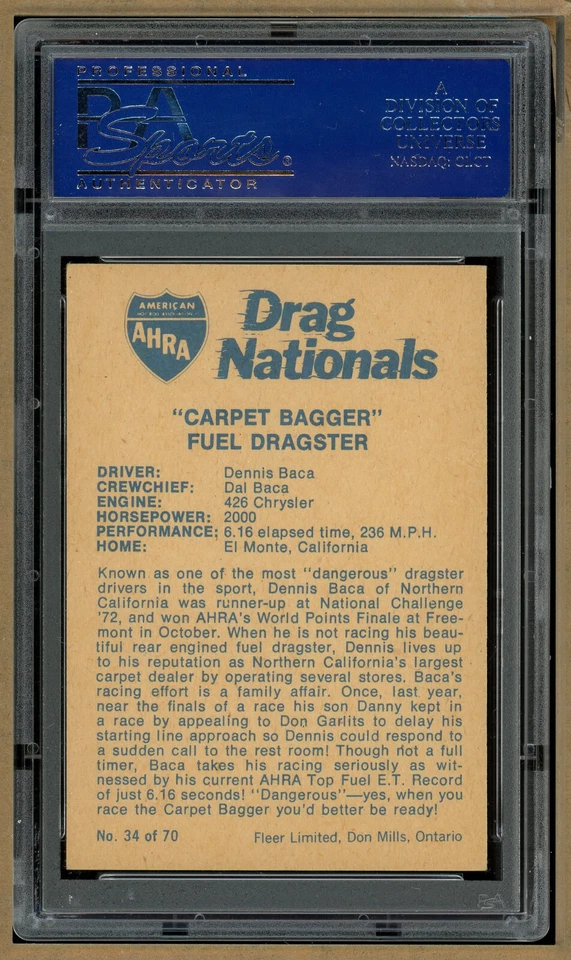 PROFESSIONAL
PSA
Sports®
AUTHENTICATOR
A
DIVISION OF
COLLECTORS
UNIVERSE
NASDAQ: CLCT
AMERICAN
AHRA
Drag
Nationals
"CARPET BAGGER"
FUEL DRAGSTER
DRIVER: Dennis Baca
CREWCHIEF: Dal Baca
ENGINE: 426 Chrysler
HORSEPOWER: 2000
PERFORMANCE: 6.16 elapsed time, 236 M.P.H.
HOME: El Monte, California
Known as one of the most "dangerous" dragster
drivers in the sport, Dennis Baca of Northern
California was runner-up at National Challenge
'72, and won AHRA's World Points Finale at Free-
mont in October. When he is not racing his beau-
tiful rear engined fuel dragster, Dennis lives up
to his reputation as Northern California's largest
carpet dealer by operating several stores. Baca's
racing effort is a family affair. Once, last year,
near the finals of a race his son Danny kept in
a race by appealing to Don Garlits to delay his
starting line approach so Dennis could respond to
a sudden call to the rest room! Though not a full
timer, Baca takes his racing seriously as wit-
nessed by his current AHRA Top Fuel E.T. Record
of just 6.16 seconds! "Dangerous"—yes, when you
race the Carpet Bagger you'd better be ready!
No. 34 of 70 Fleer Limited, Don Mills, Ontario
PSA